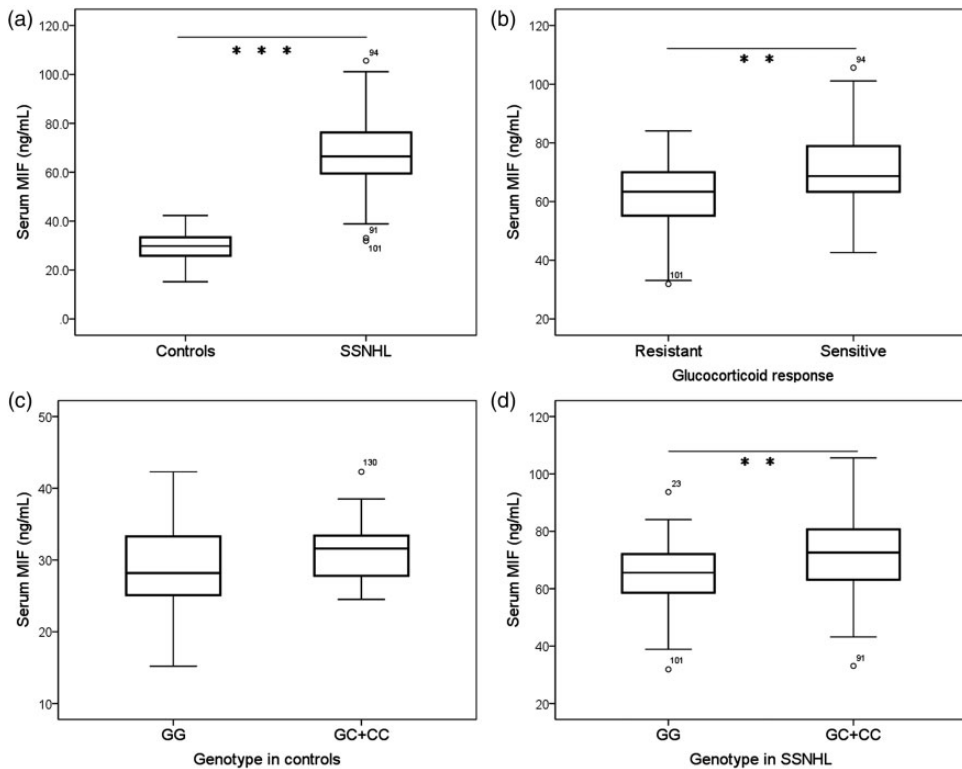 (a)
Serum MIF (ng/mL)
120.0
100.0
80.0
60.0
40.0
20.0
.0
* * *
94
91
101
Controls SSNHL
(b)
Serum MIF (ng/mL)
120
100
80
60
40
20
* *
94
101
Resistant Sensitive
Glucocorticoid response
(c)
Serum MIF (ng/mL)
50
40
30
20
10
130
GG GC+CC
Genotype in controls
(d)
Serum MIF (ng/mL)
120
100
80
60
40
20
* *
23
101
91
GG GC+CC
Genotype in SSNHL